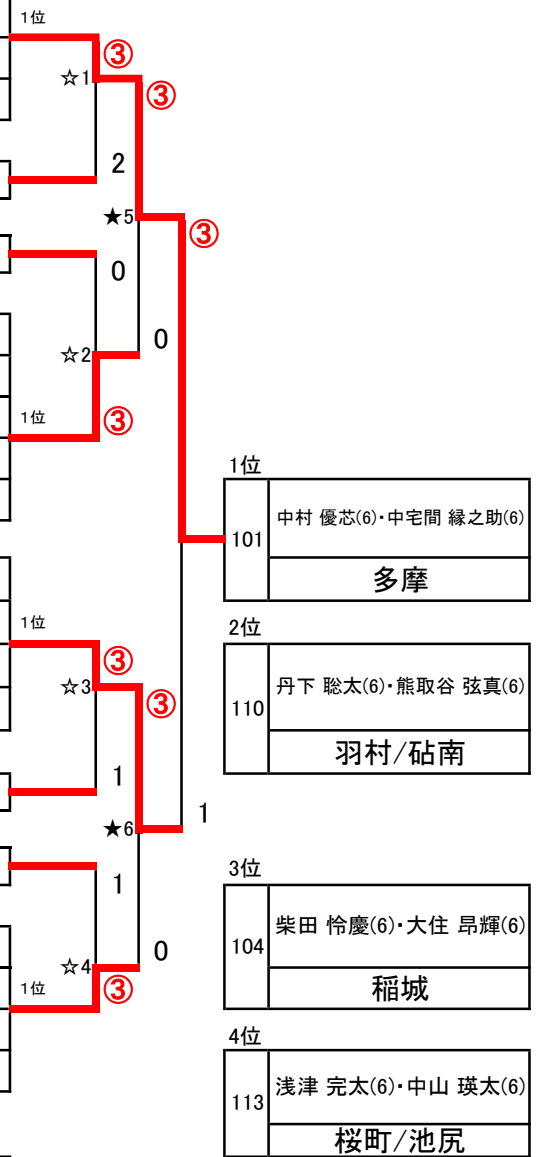 1位
③
☆1
③
2
★5
③
0
0
☆2
1位
③
1位
101
中村 優芯(6)・中宅間 縁之助(6)
多摩
1位
2位
③
☆3
③
110
丹下 聡太(6)・熊取谷 弦真(6)
羽村/砧南
1
1
★6
3位
1
0
104
柴田 怜慶(6)・大住 昂輝(6)
稲城
☆4
1位
③
4位
113
浅津 完太(6)・中山 瑛太(6)
桜町/池尻